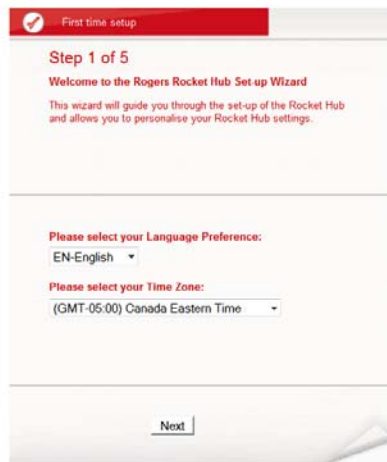 First time setup
Step 1 of 5
Welcome to the Rogers Rocket Hub Set-up Wizard
This wizard will guide you through the set-up of the Rocket Hub
and allows you to personalise your Rocket Hub settings.
Please select your Language Preference:
EN-English
Please select your Time Zone:
(GMT-05:00) Canada Eastern Time
Next